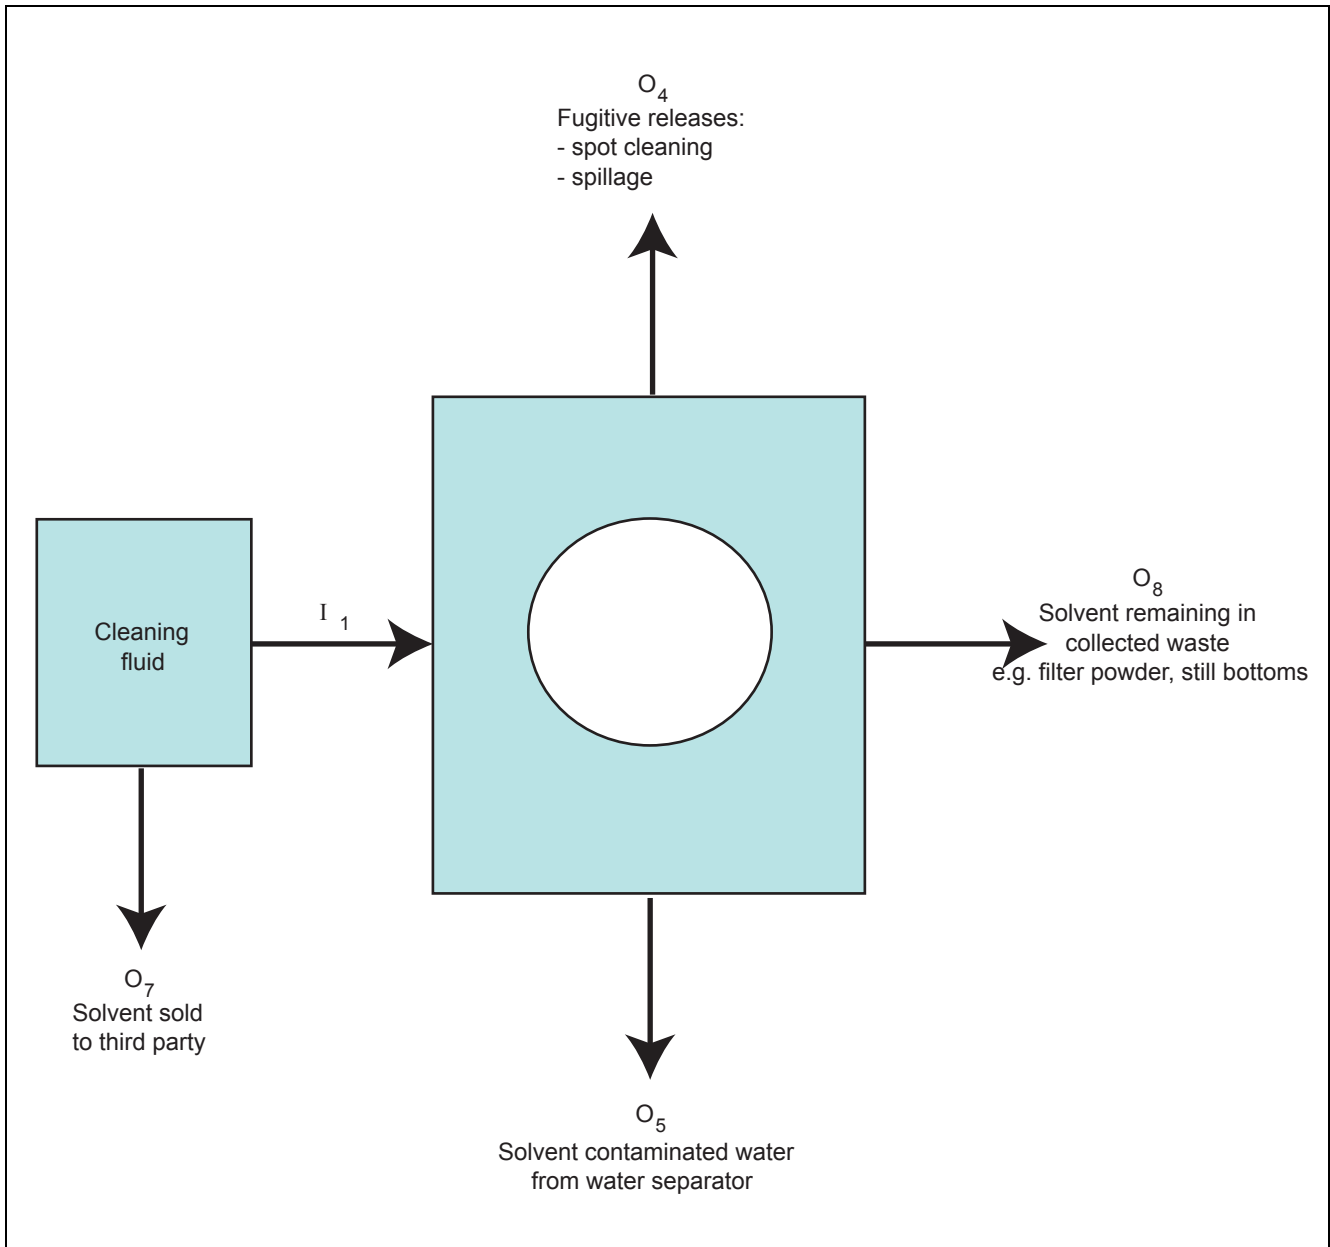 O4
Fugitive releases:
- spot cleaning
- spillage
Cleaning
fluid
I 1
O8
Solvent remaining in
collected waste
e.g. filter powder, still bottoms
O7
Solvent sold
to third party
O5
Solvent contaminated water
from water separator